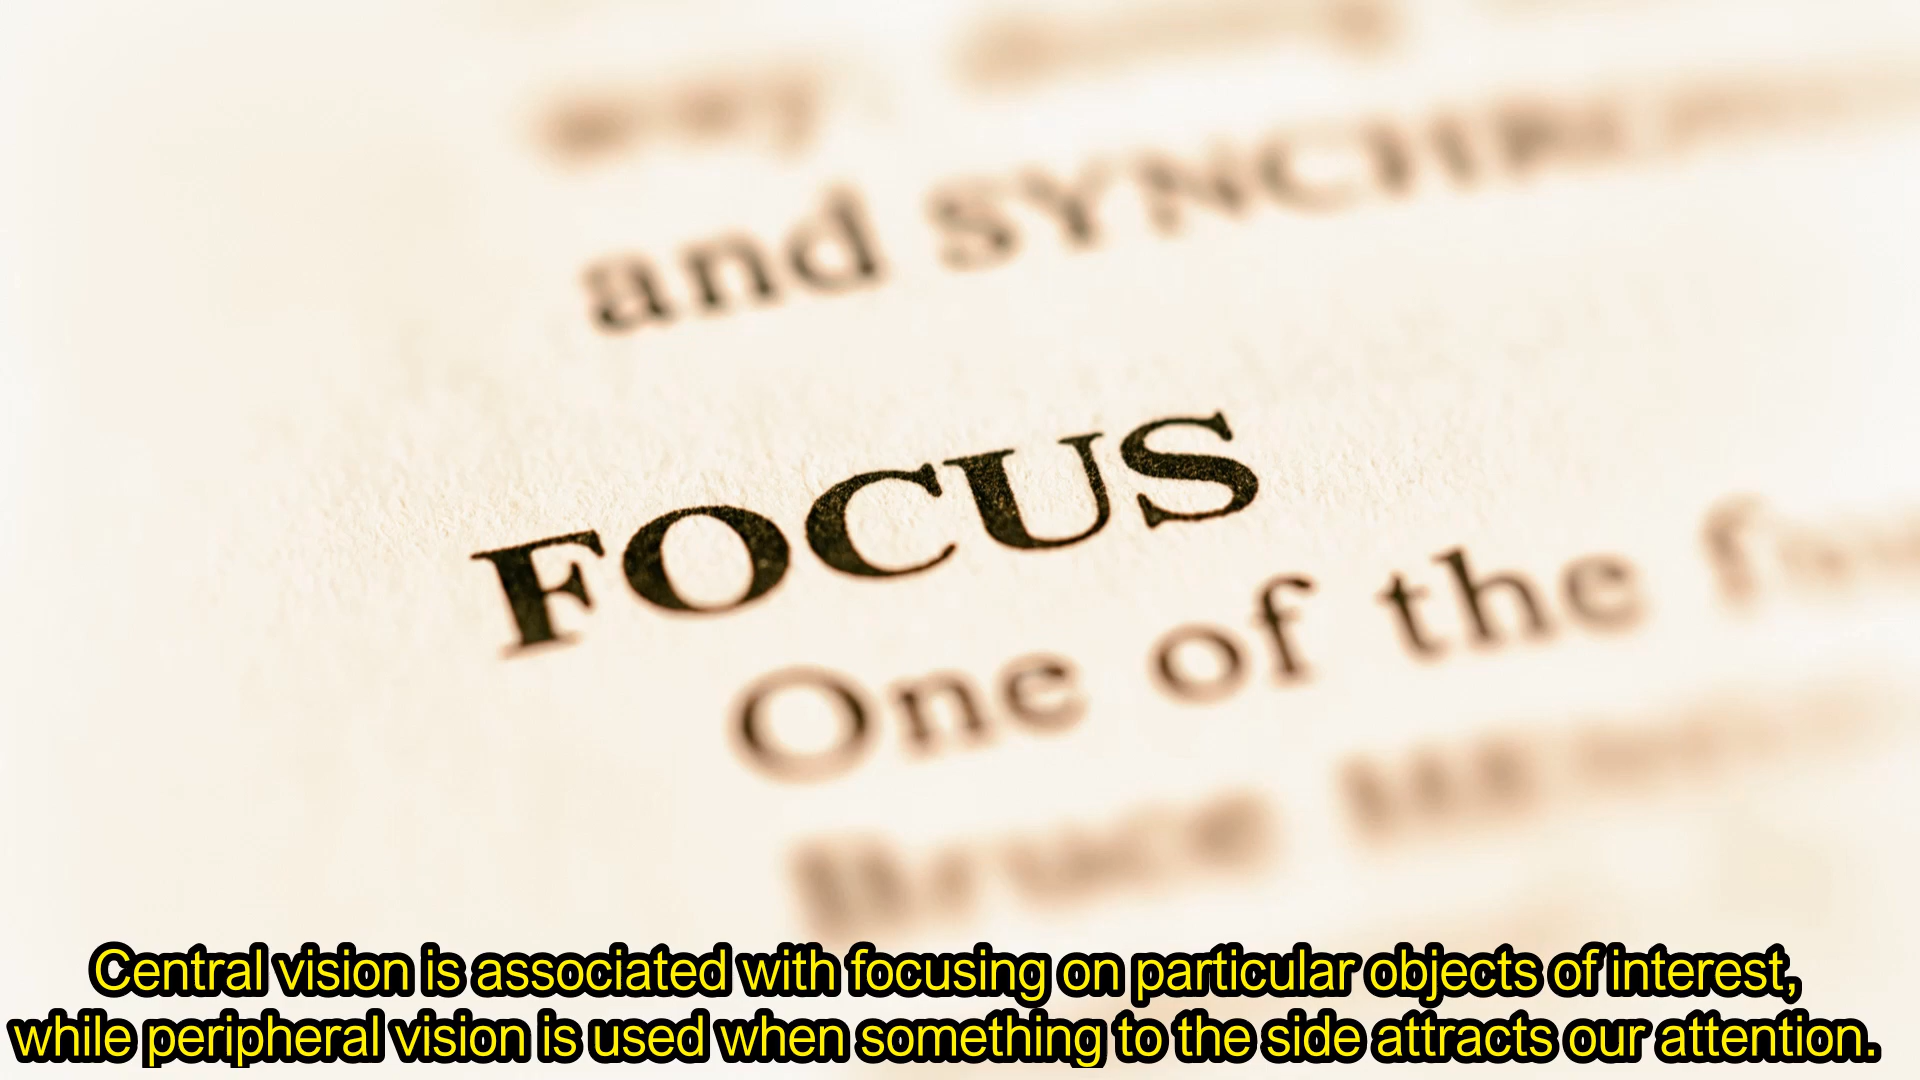 and SYNCHR
FOCUS
One of the
Central vision is associated with focusing on particular objects of interest,
while peripheral vision is used when something to the side attracts our attention.